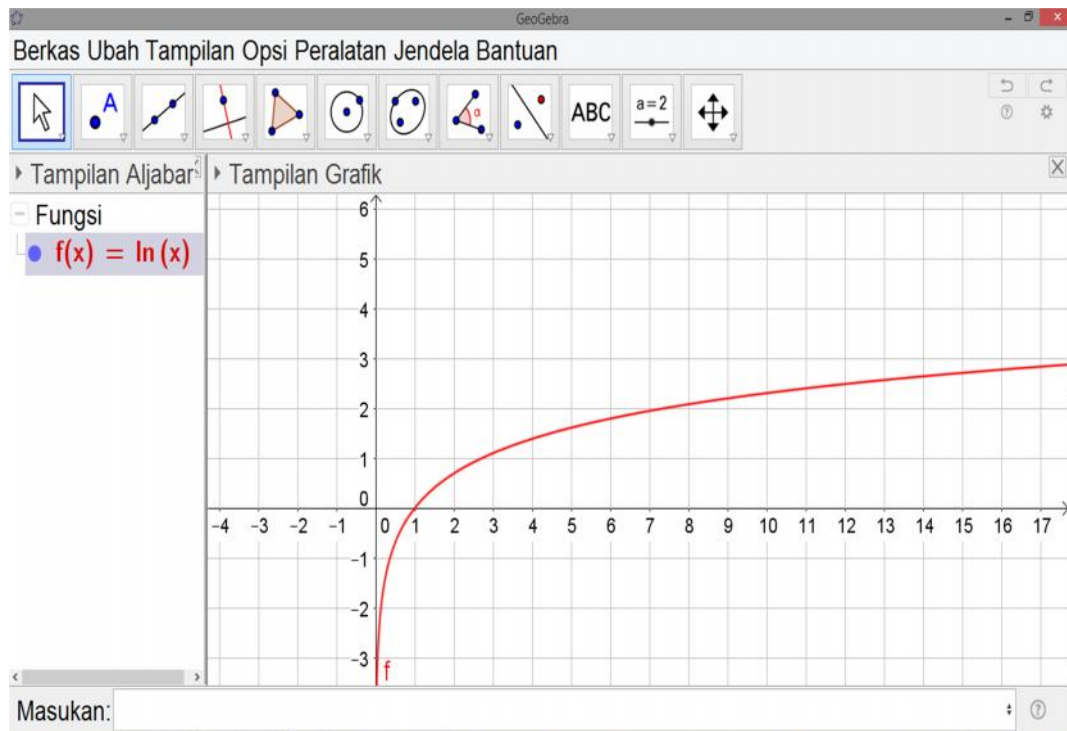 GeoGebra
Berkas Ubah Tampilan Opsi Peralatan Jendela Bantuan
A α ABC a = 2
Tampilan Aljabar Tampilan Grafik
Fungsi
f(x) = ln (x)
6
5
4
3
2
1
0
−4 −3 −2 −1 0 1 2 3 4 5 6 7 8 9 10 11 12 13 14 15 16 17
−1
−2
−3 f
Masukan: